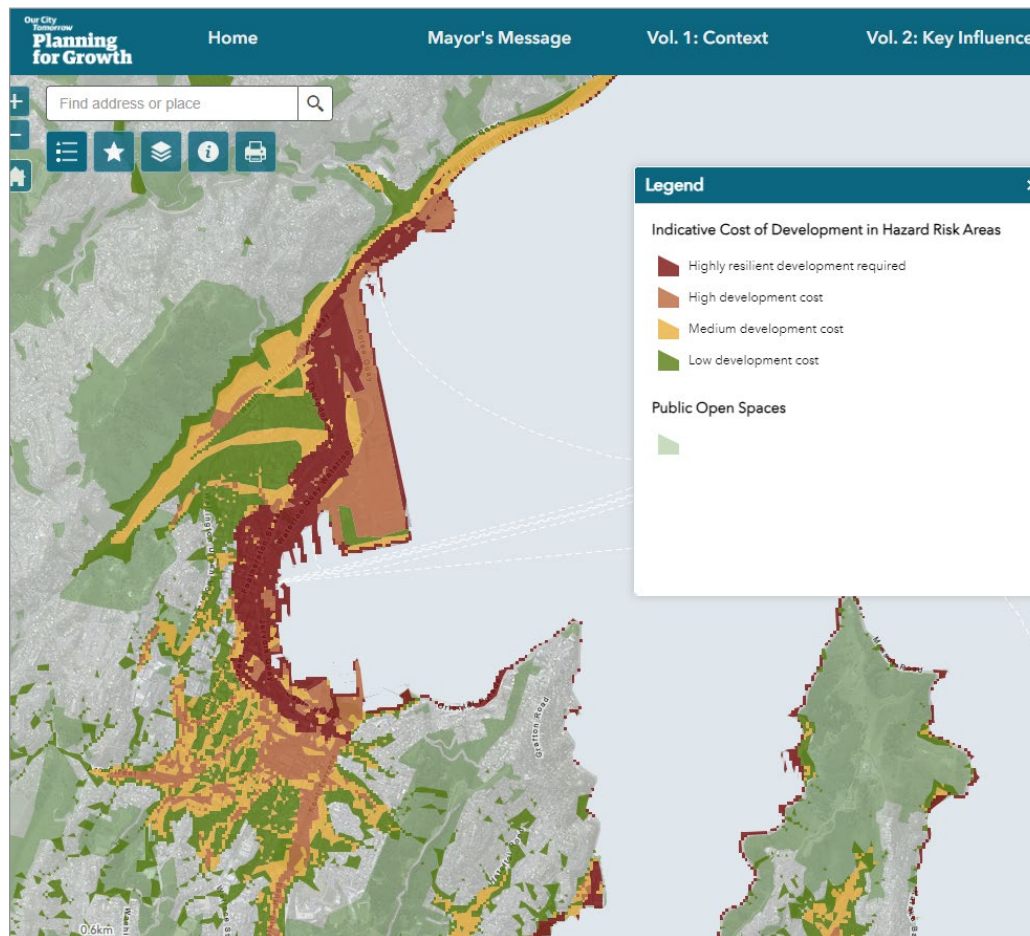 Our City
Tomorrow
Planning
for Growth
Home
Mayor's Message
Vol. 1: Context
Vol. 2: Key Influence
Find address or place
Legend
Indicative Cost of Development in Hazard Risk Areas
Highly resilient development required
High development cost
Medium development cost
Low development cost
Public Open Spaces
Aotea Quay
Grafton Road
0.6km